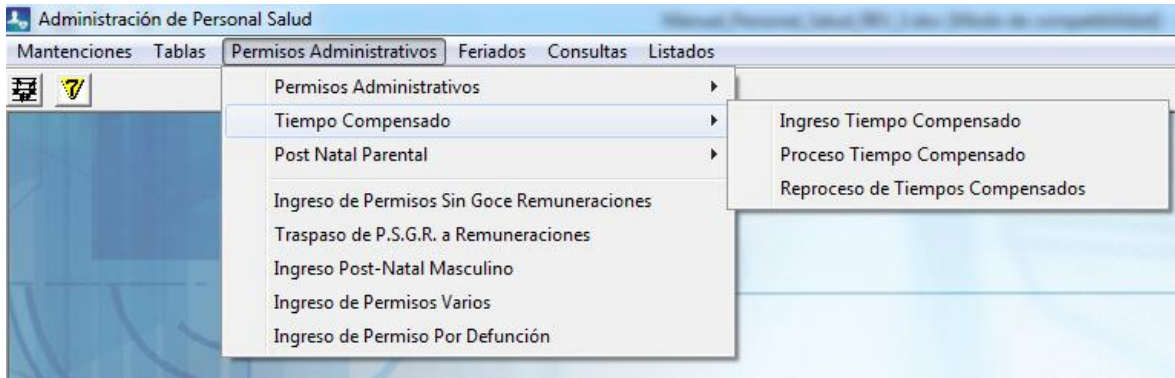 Administración de Personal Salud
Mantenciones Tablas Permisos Administrativos Feriados Consultas Listados
Permisos Administrativos
Tiempo Compensado
Post Natal Parental
Ingreso de Permisos Sin Goce Remuneraciones
Traspaso de P.S.G.R. a Remuneraciones
Ingreso Post-Natal Masculino
Ingreso de Permisos Varios
Ingreso de Permiso Por Defunción
Ingreso Tiempo Compensado
Proceso Tiempo Compensado
Reproceso de Tiempos Compensados